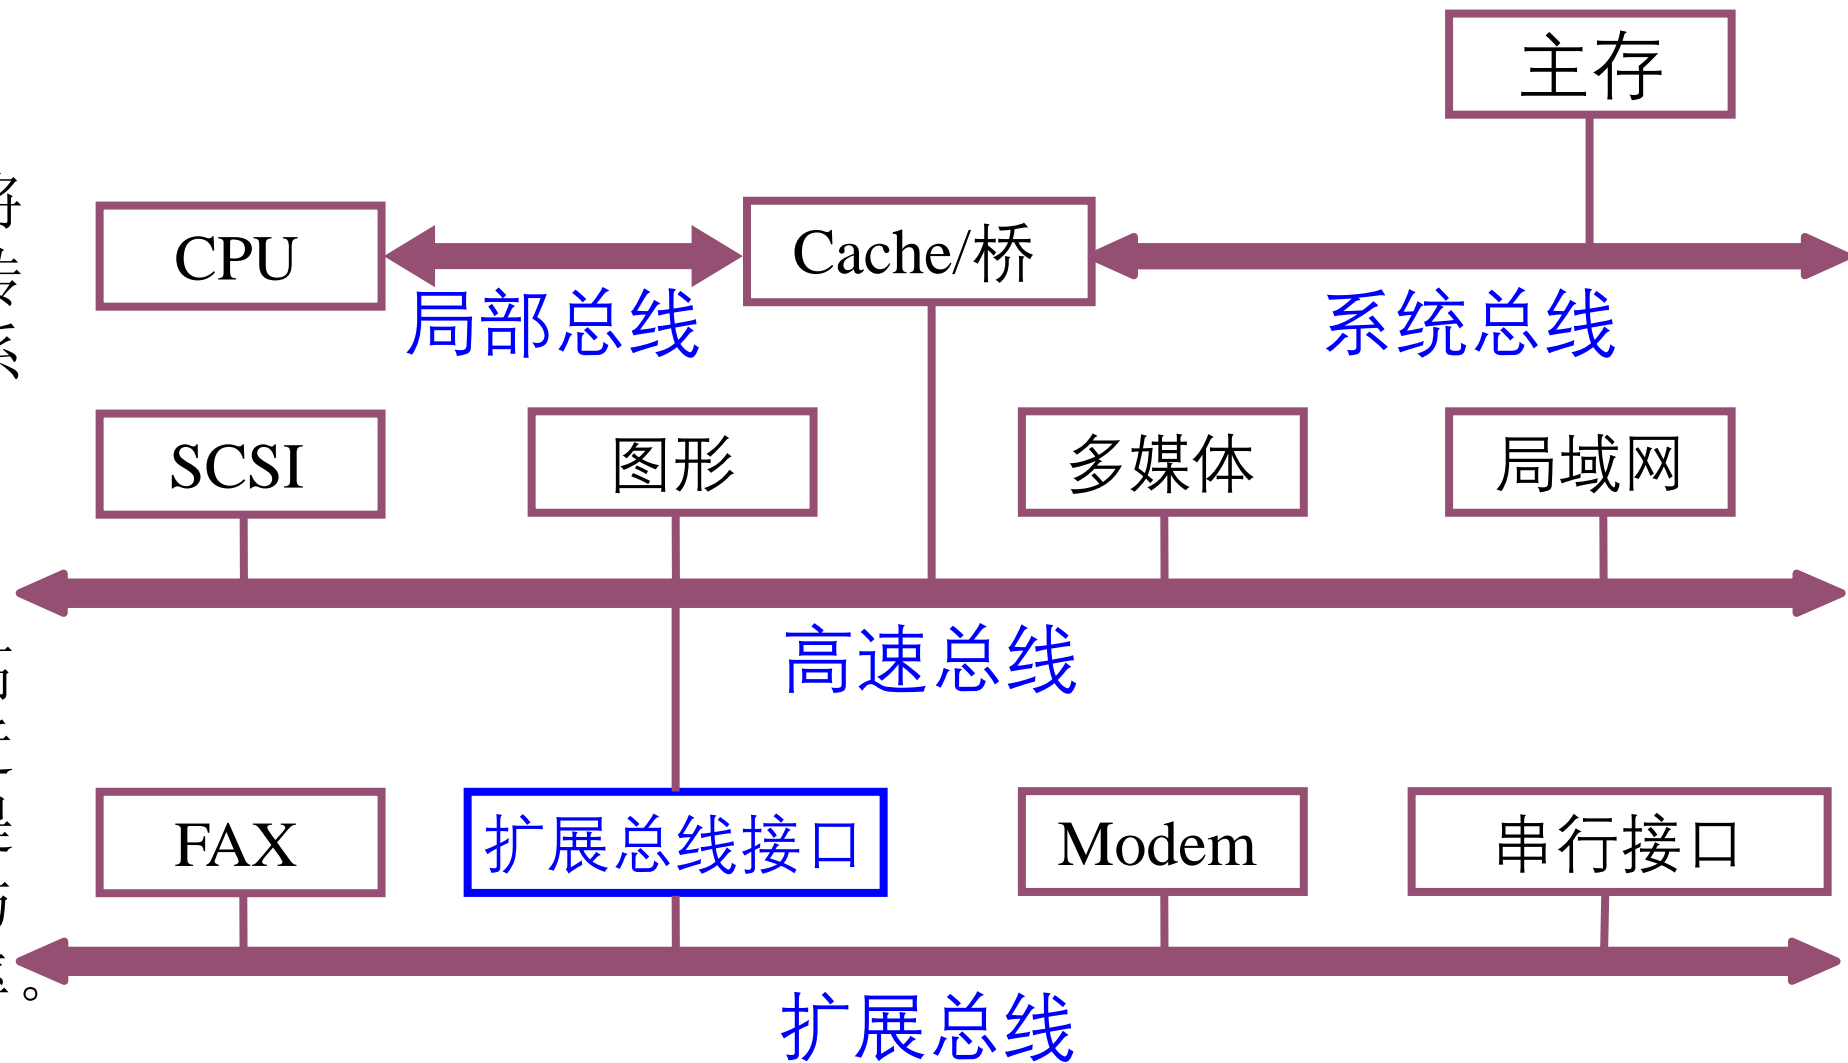 主存
CPU
Cache/桥
局部总线
系统总线
SCSI
图形
多媒体
局域网
高速总线
FAX
扩展总线接口
Modem
串行接口
扩展总线